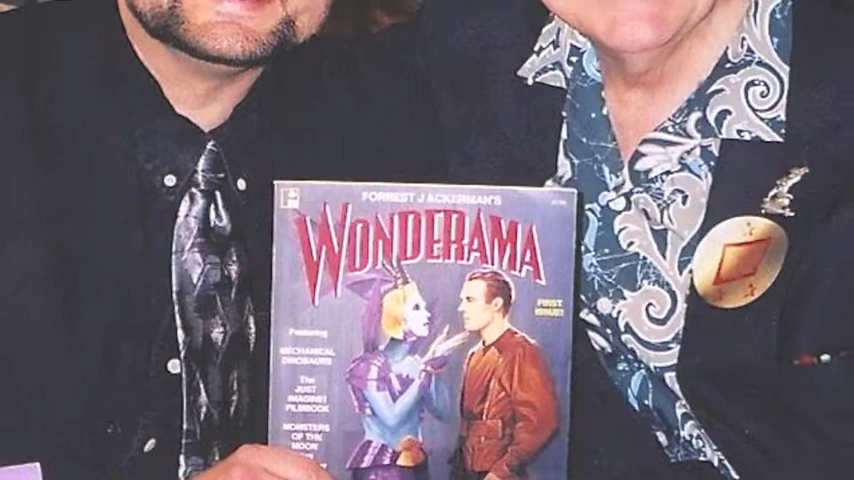 FORREST J ACKERMAN'S
WONDERAMA
FIRST
ISSUE!
Featuring
MECHANICAL
DINOSAURS
The
JUST
IMAGINE!
FILMBOOK
MONSTERS
OF THE
MOON